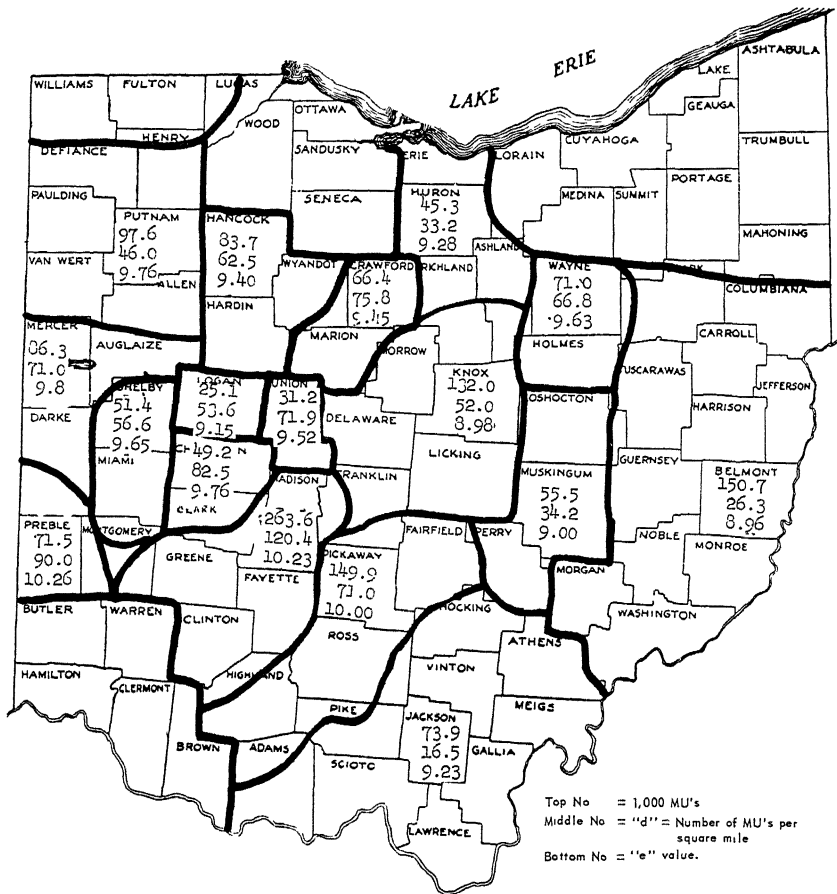 ASHTABULA
ERIE
LAKE
LAKE
WILLIAMS
FULTON
LUCAS
GEAUGA
OTTAWA
WOOD
CUYAHOGA
TRUMBULL
HENRY
DEFIANCE
SANDUSKY
ERIE
LORAIN
PORTAGE
PAULDING
SENECA
HURON
45.3
33.2
9.28
MEDINA
SUMMIT
PUTNAM
97.6
46.0
9.76
HANCOCK
83.7
62.5
9.40
MAHONING
ASHLAND
VAN WERT
ALLEN
WYANDOT
CRAWFORD
66.4
75.8
WAYNE
71.0
66.8
9.63
COLUMBIANA
HARDIN
MERCER
86.3
71.0
9.8
AUGLAIZE
MARION
CARROLL
HOLMES
KNOX
132.0
52.0
8.98
TUSCARAWAS
JEFFERSON
SHELBY
51.4
56.6
9.65
LOGAN
25.1
53.6
9.15
UNION
31.2
71.9
9.52
DELAWARE
HARRISON
DARKE
49.2
82.5
9.76
MIAMI
LICKING
GUERNSEY
BELMONT
150.7
26.3
8.96
MUSKINGUM
55.5
34.2
9.00
CLARK
MADISON
263.6
120.4
10.23
FRANKLIN
PREBLE
71.5
90.0
10.26
MONTGOMERY
FAIRFIELD
PERRY
NOBLE
MONROE
GREENE
PICKAWAY
149.9
71.0
10.00
MORGAN
FAYETTE
BUTLER
WARREN
CLINTON
HOCKING
WASHINGTON
ROSS
ATHENS
HAMILTON
CLERMONT
HIGHLAND
VINTON
MEIGS
PIKE
JACKSON
73.9
16.5
9.23
BROWN
ADAMS
GALLIA
LAWRENCE
Top No = 1,000 MU's
Middle No = "d" = Number of MU's per
square mile
Bottom No = "e" value.